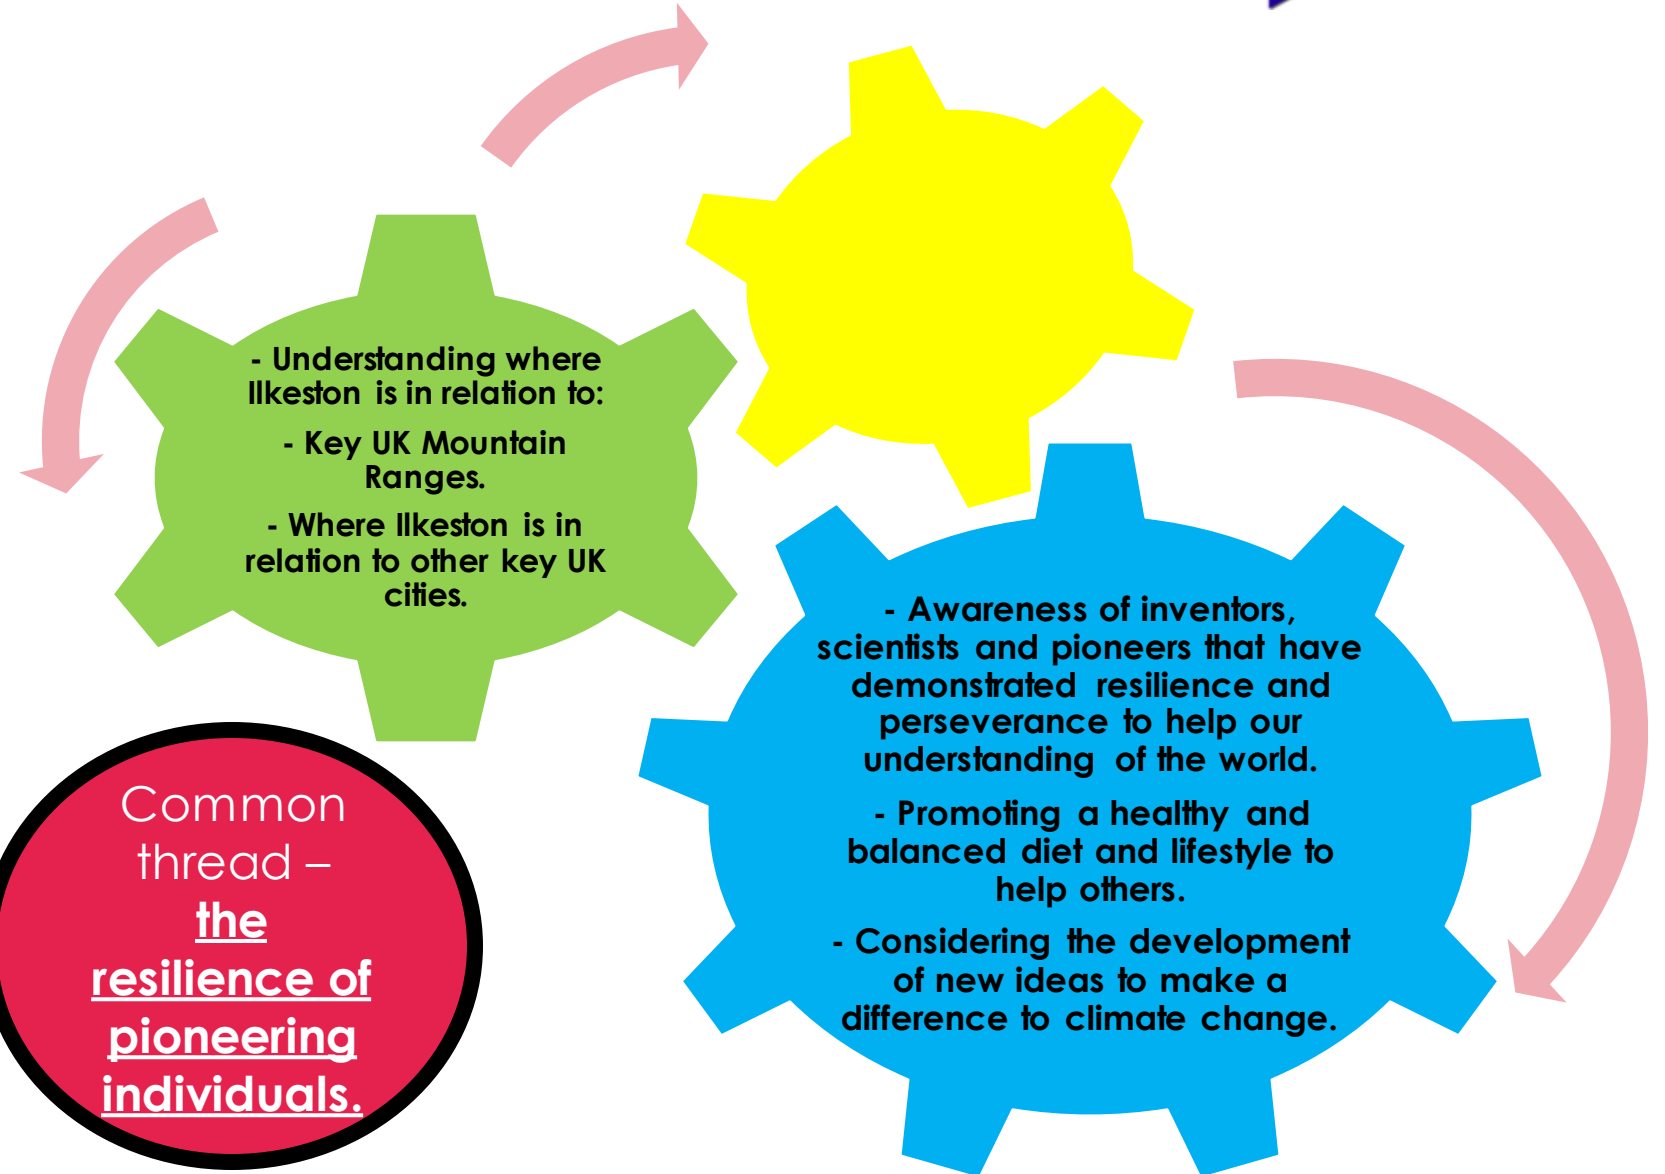 - Understanding where
Ilkeston is in relation to:
- Key UK Mountain
Ranges.
- Where Ilkeston is in
relation to other key UK
cities.
- Awareness of inventors,
scientists and pioneers that have
demonstrated resilience and
perseverance to help our
understanding of the world.
- Promoting a healthy and
balanced diet and lifestyle to
help others.
- Considering the development
of new ideas to make a
difference to climate change.
Common
thread –
the
resilience of
pioneering
individuals.